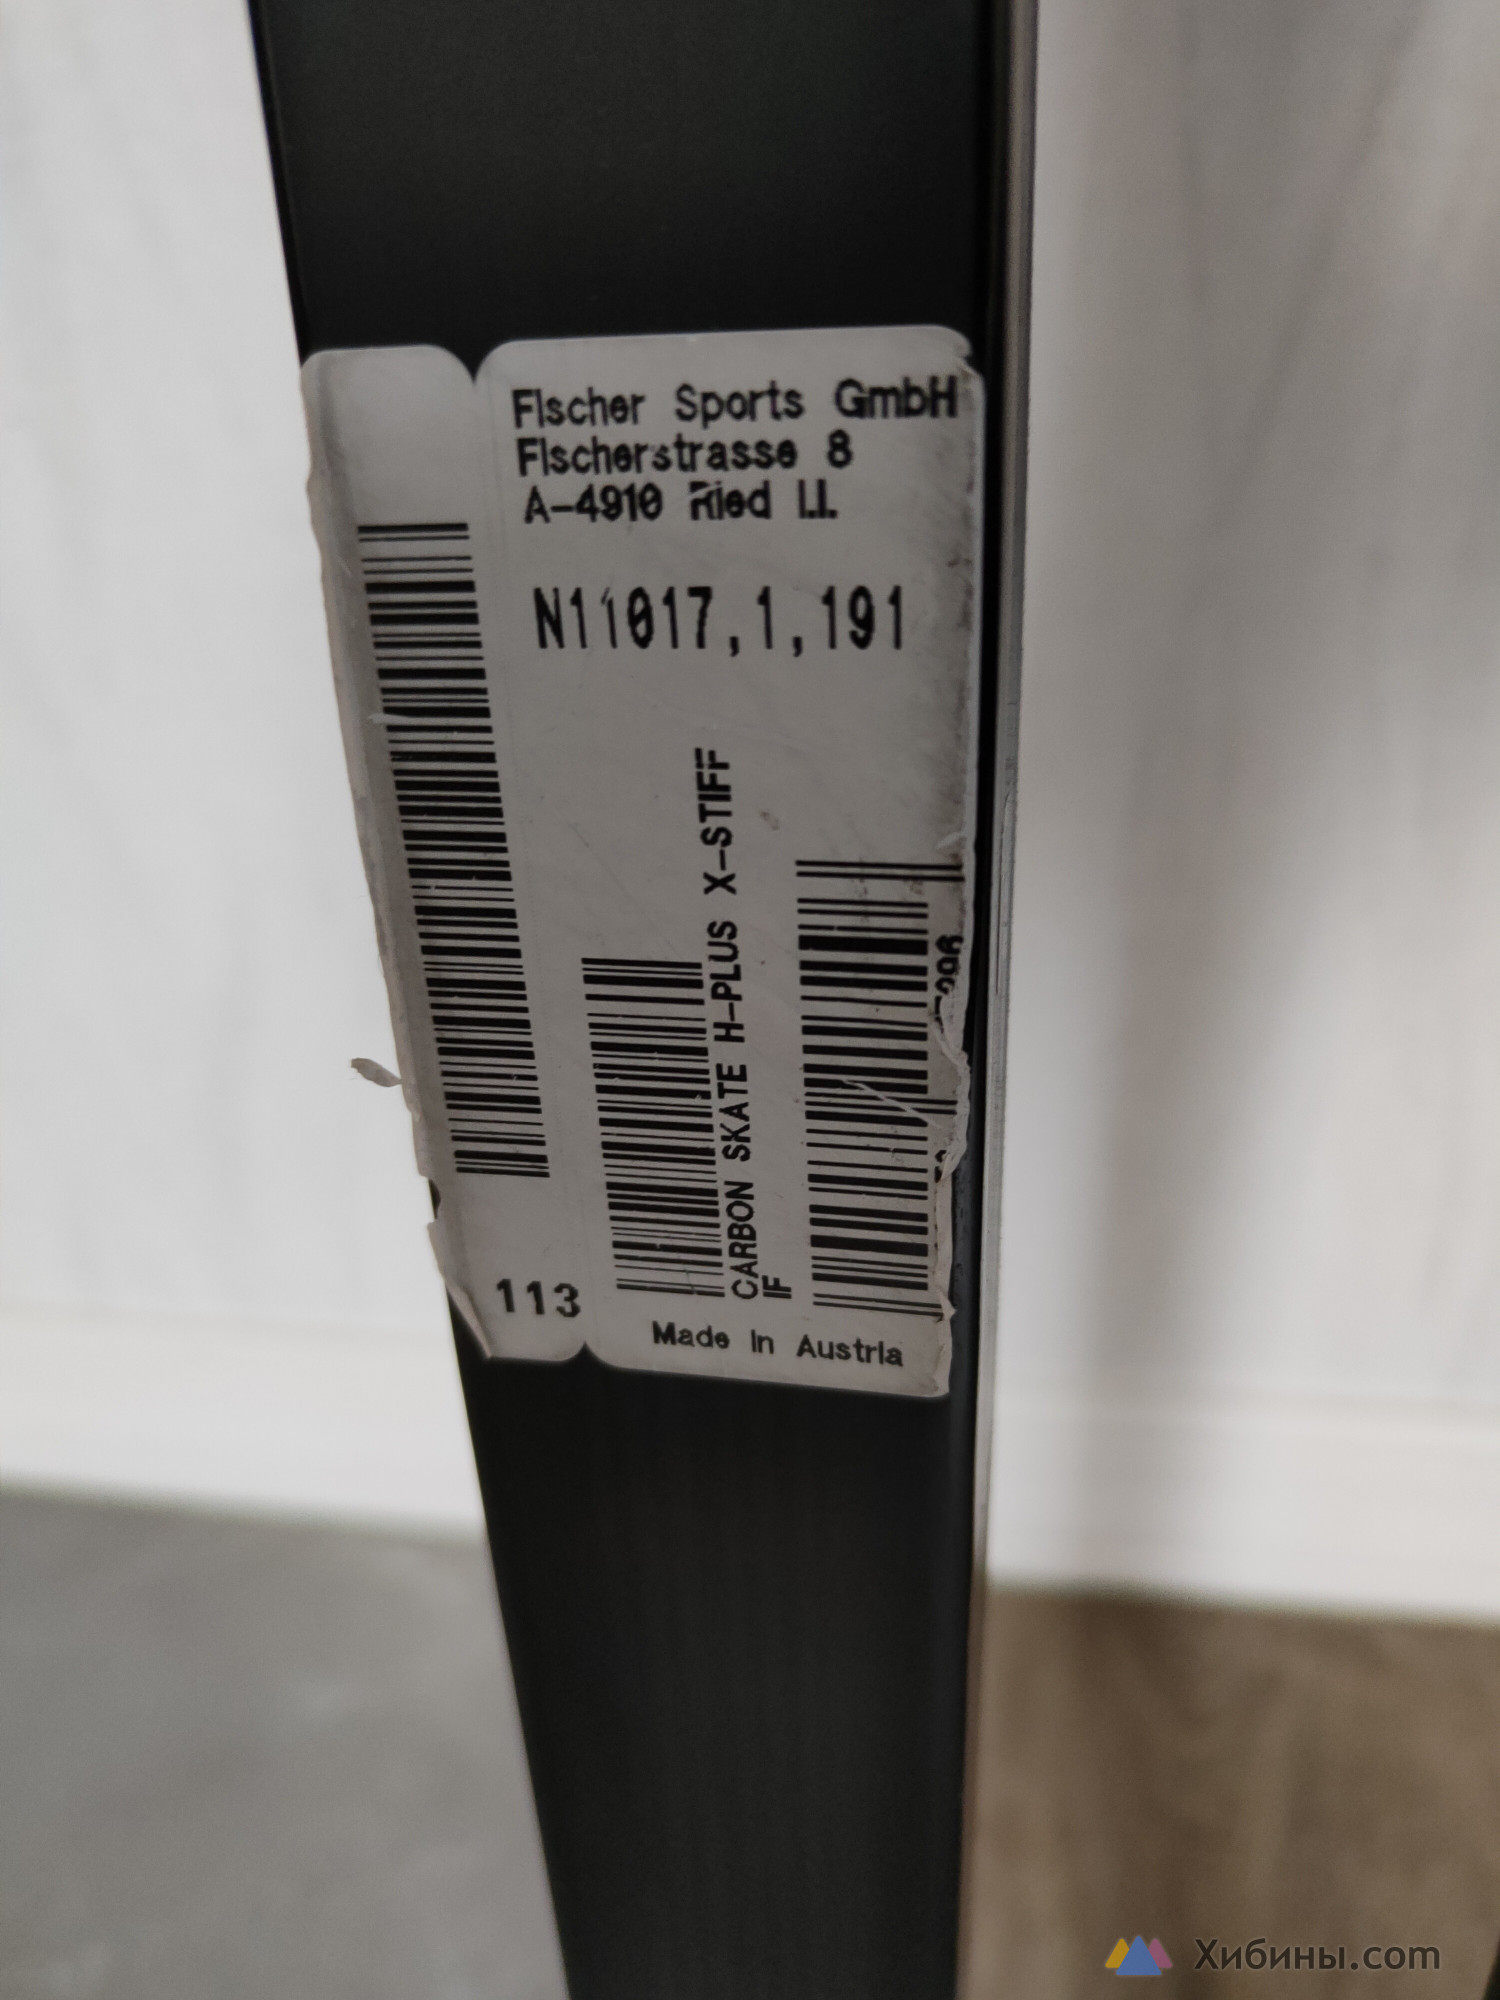 Fischer Sports GmbH
Fischerstrasse 8
A-4910 Ried I.I.
N11017,1,191
CARBON SKATE H-PLUS X-STIFF
IF
113
Made in Austria
Хибины.com